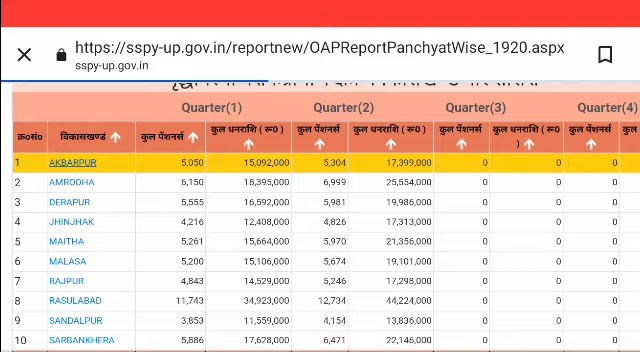 https://sspy-up.gov.in/reportnew/OAPReportPanchyatWise_1920.aspx
sspy-up.gov.in
Quarter(1) Quarter(2) Quarter(3) Quarter(4)
क्र०सं० विकासखण्ड कुल पेंशनर्स कुल धनराशि ( रू0 ) कुल पेंशनर्स कुल धनराशि ( रू0 ) कुल पेंशनर्स कुल धनराशि ( रू0 ) कुल पेंशनर्स कुल
1 AKBARPUR 5,050 15,092,000 5,304 17,399,000 0 0 0
2 AMRODHA 6,150 18,395,000 6,999 25,554,000 0 0 0
3 DERAPUR 5,555 16,592,000 5,981 19,986,000 0 0 0
4 JHINJHAK 4,216 12,408,000 4,826 17,313,000 0 0 0
5 MAITHA 5,261 15,664,000 5,970 21,356,000 0 0 0
6 MALASA 5,200 15,106,000 5,674 19,101,000 0 0 0
7 RAJPUR 4,843 14,529,000 5,246 17,298,000 0 0 0
8 RASULABAD 11,743 34,923,000 12,734 44,224,000 0 0 0
9 SANDALPUR 3,853 11,559,000 4,154 13,836,000 0 0 0
10 SARBANKHERA 5,886 17,628,000 6,471 22,146,000 0 0 0